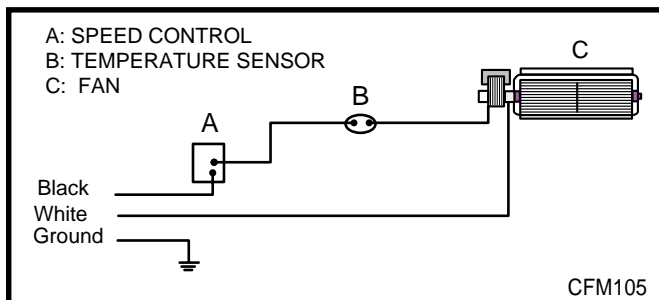 A: SPEED CONTROL
B: TEMPERATURE SENSOR
C: FAN
C
B
A
Black
White
Ground
CFM105